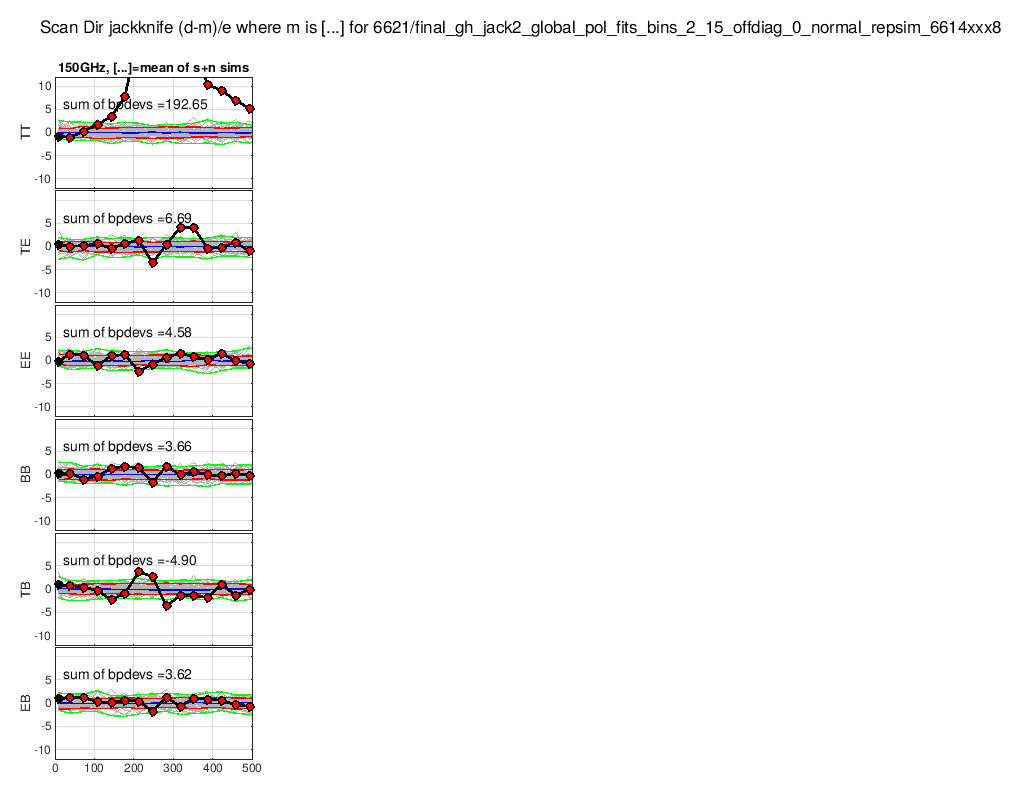 Scan Dir jackknife (d-m)/e where m is [...] for 6621/final_gh_jack2_global_pol_fits_bins_2_15_offdiag_0_normal_repsim_6614xxx8
150GHz, [...]=mean of s+n sims
10
5
0
-5
-10
TT
sum of bpdevs =192.65
5
0
-5
-10
TE
sum of bpdevs =6.69
5
0
-5
-10
EE
sum of bpdevs =4.58
5
0
-5
-10
BB
sum of bpdevs =3.66
5
0
-5
-10
TB
sum of bpdevs =-4.90
5
0
-5
-10
EB
sum of bpdevs =3.62
0 100 200 300 400 500